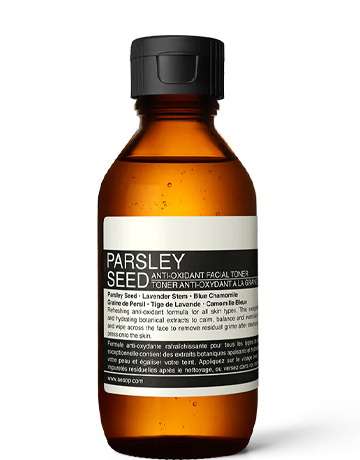 PARSLEY
SEED ANTI-OXIDANT FACIAL TONER
TONER ANTI-OXYDANT A LA GRAINE
Parsley Seed · Lavender Stem · Blue Chamomile
Graine de Persil · Tige de Lavande · Camomille Bleue
Refreshing anti-oxidant formula for all skin types. This
and hydrating botanical extracts to calm, balance and
and wipe across the face to remove residual grime after cleansing,
onto the skin.
Formule anti-oxydante rafraîchissante pour tous les types
exceptionnelle contient des extraits botaniques apaisants et
votre peau et égaliser votre teint. Appliquez sur le visage
impuretés résiduelles après le nettoyage, ou versez dans
www.aesop.com